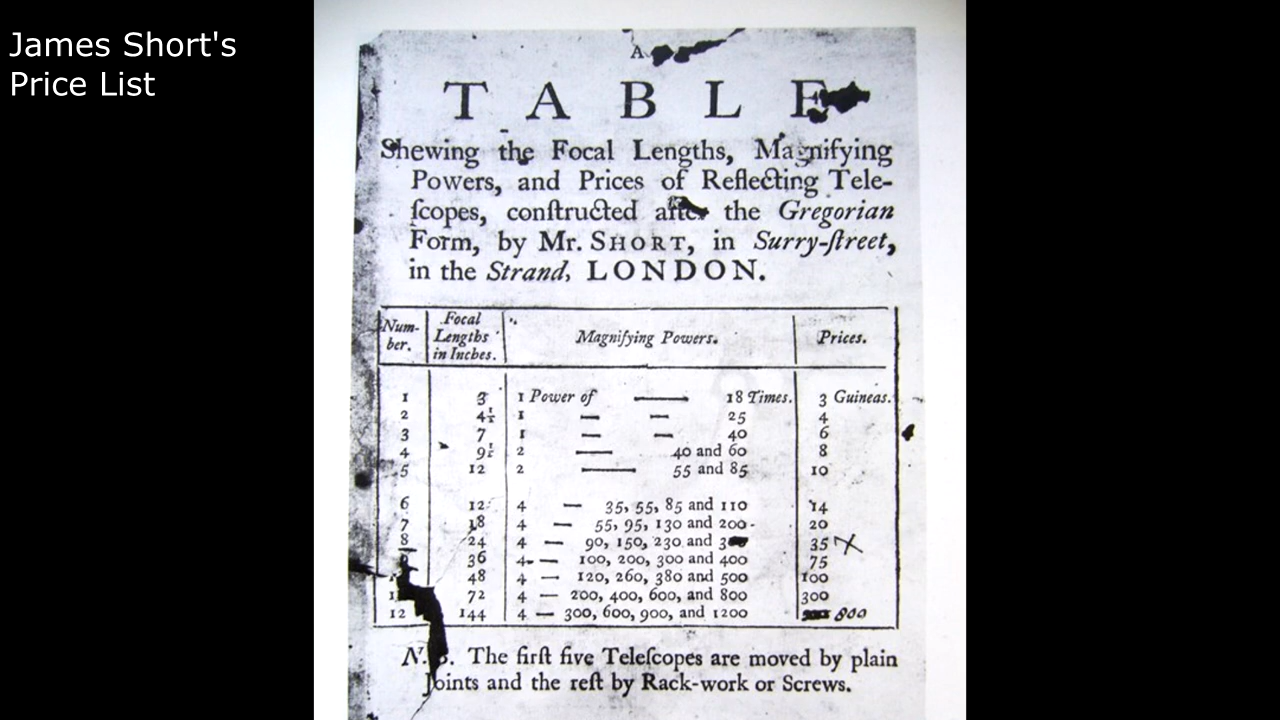 James Short's
Price List
A
TABLE
Shewing the Focal Lengths, Magnifying
Powers, and Prices of Reflecting Tele-
ſcopes, conſtructed after the Gregorian
Form, by Mr. SHORT, in Surry-ſtreet,
in the Strand, LONDON.
Num-
ber. Focal
Lengths
in Inches. Magnifying Powers. Prices.
1 3 1 Power of — 18 Times. 3 Guineas.
2 4½ 1 — — 25 4
3 7 1 — — 40 6
4 9½ 2 — 40 and 60 8
5 12 2 — 55 and 85 10
6 12 4 — 35, 55, 85 and 110 14
7 18 4 — 55, 95, 130 and 200 20
8 24 4 — 90, 150, 230 and 35
36 4 — 100, 200, 300 and 400 75
48 4 — 120, 260, 380 and 500 100
72 4 — 200, 400, 600, and 800 300
12 144 4 — 300, 600, 900, and 1200 800
N.B. The firſt five Teleſcopes are moved by plain
Joints and the reſt by Rack-work or Screws.